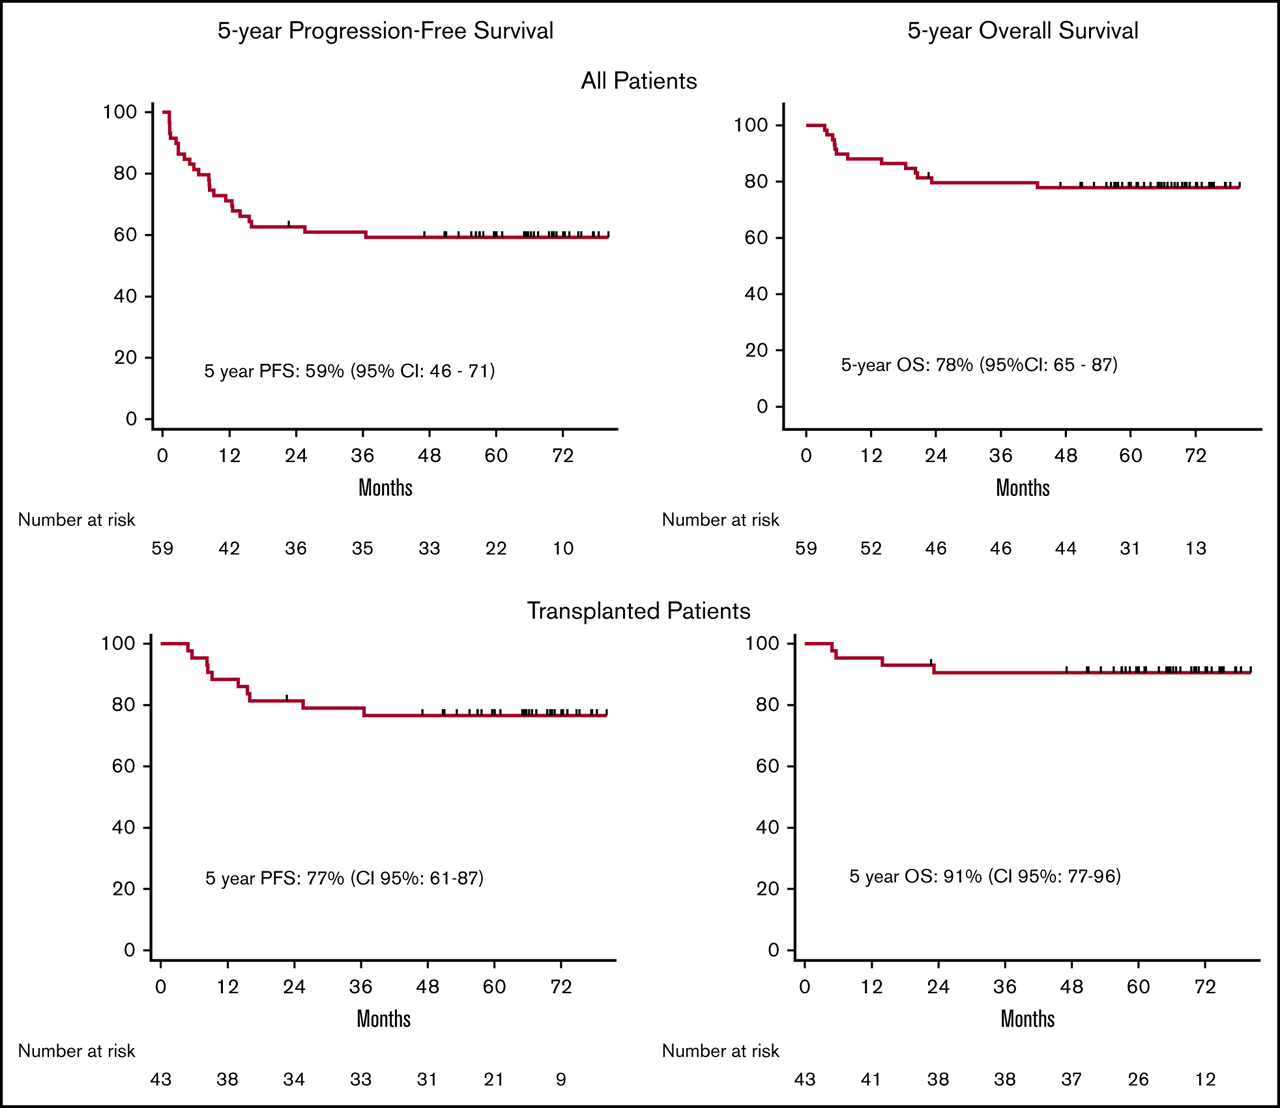 5-year Progression-Free Survival
5-year Overall Survival
All Patients
100
80
60
40
20
0
5 year PFS: 59% (95% CI: 46 - 71)
0 12 24 36 48 60 72
Months
Number at risk
59 42 36 35 33 22 10
100
80
60
40
20
0
5-year OS: 78% (95%CI: 65 - 87)
0 12 24 36 48 60 72
Months
Number at risk
59 52 46 46 44 31 13
Transplanted Patients
100
80
60
40
20
0
5 year PFS: 77% (CI 95%: 61-87)
0 12 24 36 48 60 72
Months
Number at risk
43 38 34 33 31 21 9
100
80
60
40
20
0
5 year OS: 91% (CI 95%: 77-96)
0 12 24 36 48 60 72
Months
Number at risk
43 41 38 38 37 26 12